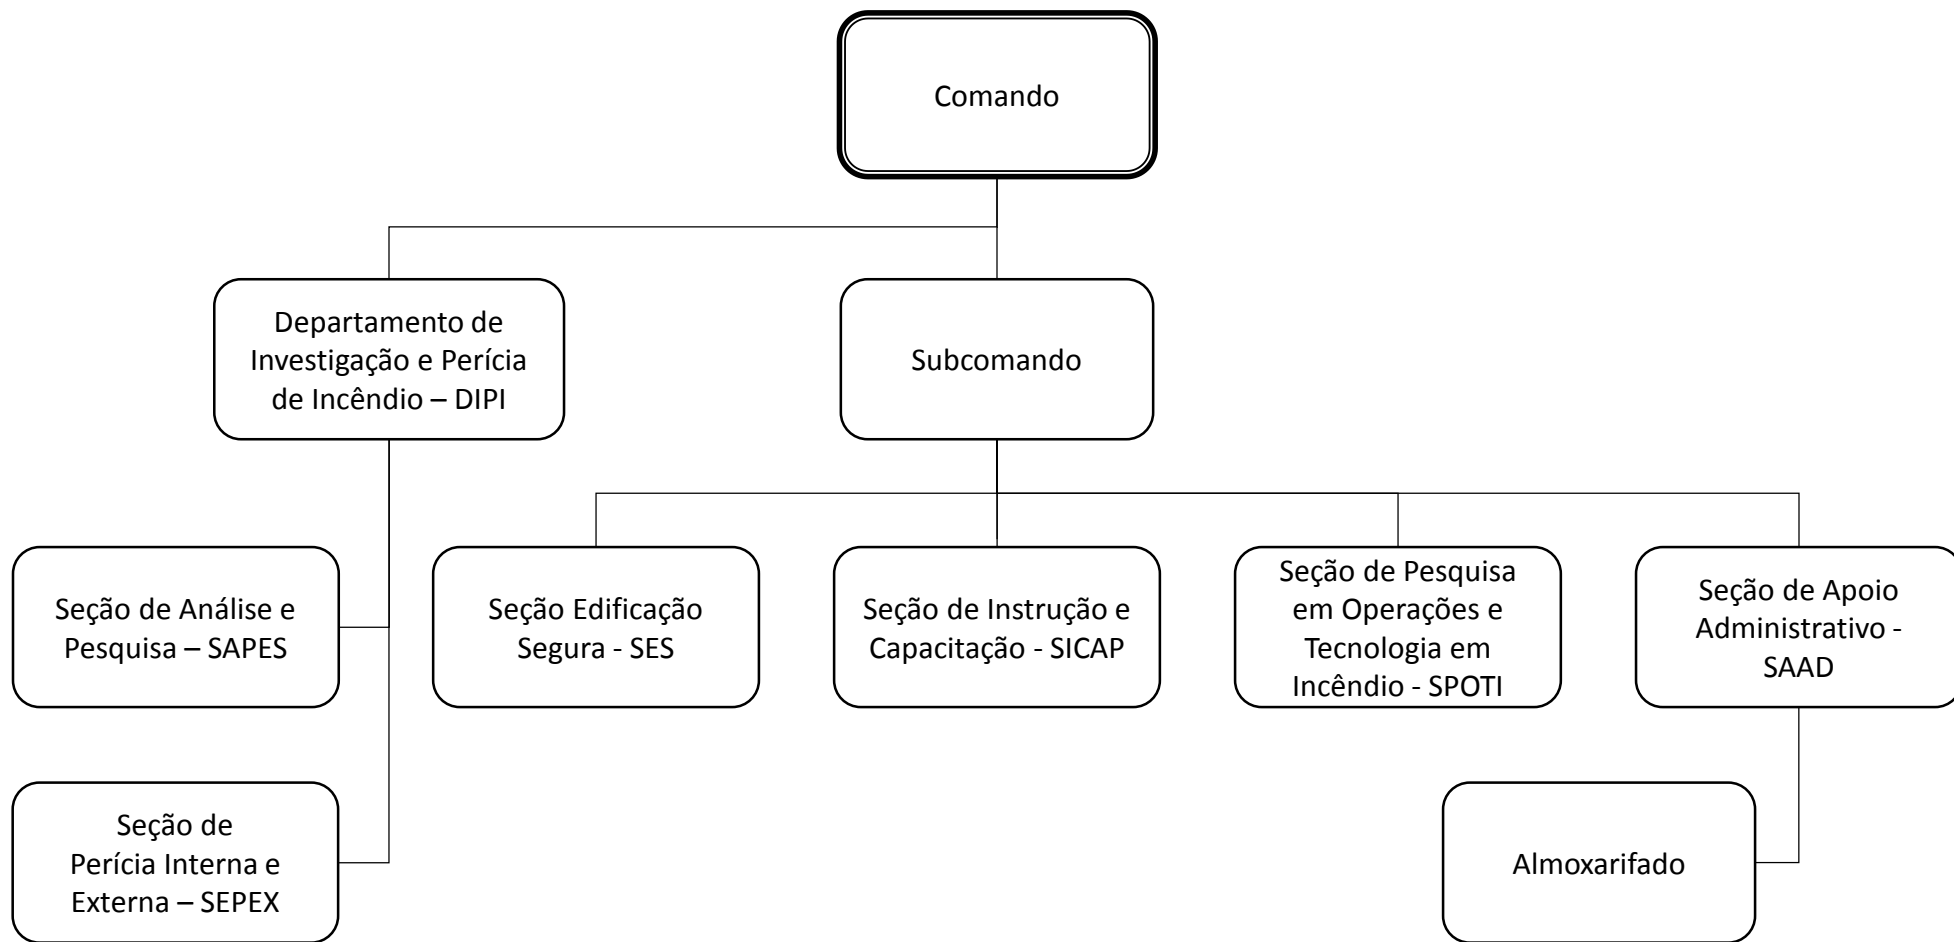 Comando
Departamento de
Investigação e Perícia
de Incêndio – DIPI
Subcomando
Seção de Análise e
Pesquisa – SAPES
Seção Edificação
Segura - SES
Seção de Instrução e
Capacitação - SICAP
Seção de Pesquisa
em Operações e
Tecnologia em
Incêndio - SPOTI
Seção de Apoio
Administrativo -
SAAD
Seção de
Perícia Interna e
Externa – SEPEX
Almoxarifado